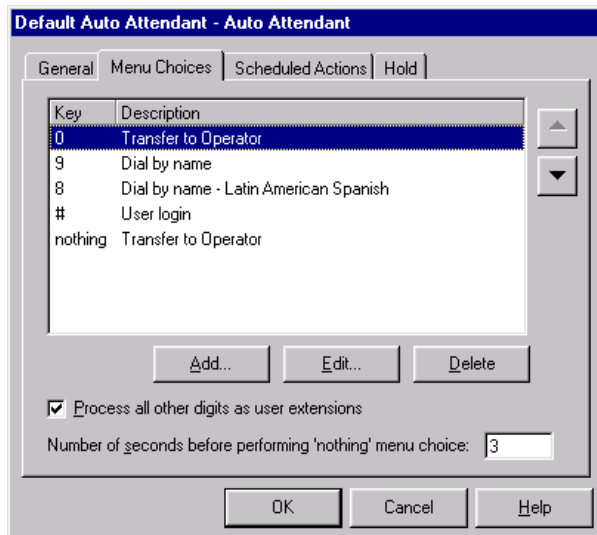 Default Auto Attendant - Auto Attendant
General Menu Choices Scheduled Actions Hold
Key Description
0 Transfer to Operator
9 Dial by name
8 Dial by name - Latin American Spanish
# User login
nothing Transfer to Operator
Add... Edit... Delete
Process all other digits as user extensions
Number of seconds before performing 'nothing' menu choice: 3
OK Cancel Help